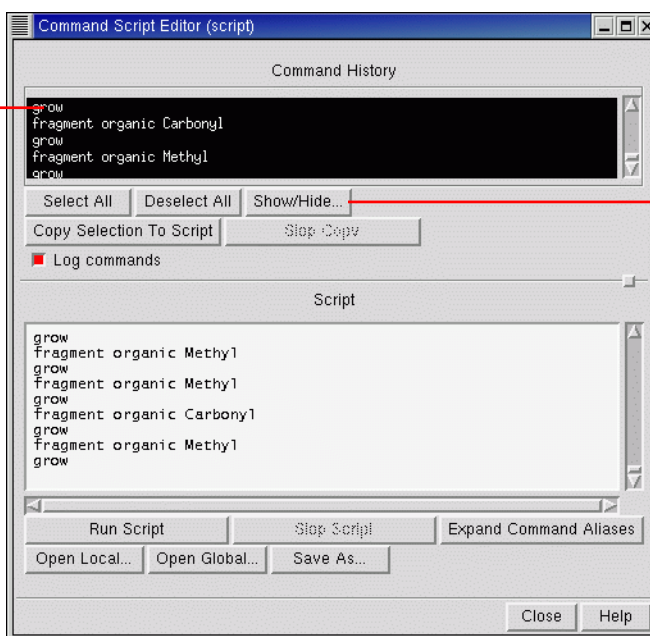 Command Script Editor (script)
Command History
grow
fragment organic Carbonyl
grow
fragment organic Methyl
grow
Select All Deselect All Show/Hide...
Copy Selection To Script Stop Copy
Log commands
Script
grow
fragment organic Methyl
grow
fragment organic Methyl
grow
fragment organic Carbonyl
grow
fragment organic Methyl
grow
Run Script Stop Script Expand Command Aliases
Open Local... Open Global... Save As...
Close Help